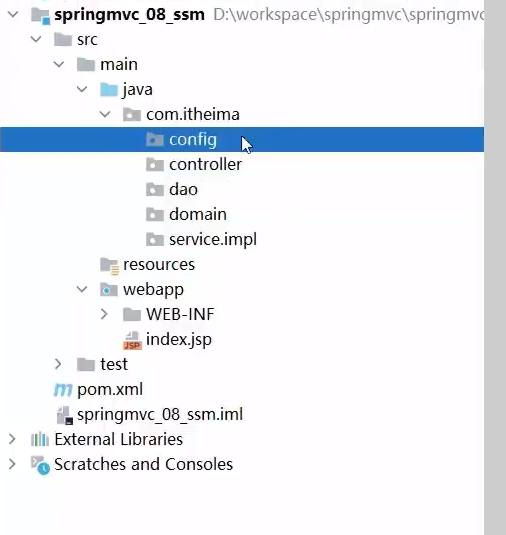 springmvc_08_ssm D:\workspace\springmvc\springmvc
src
main
java
com.itheima
config
controller
dao
domain
service.impl
resources
webapp
WEB-INF
JSP index.jsp
test
m pom.xml
springmvc_08_ssm.iml
External Libraries
Scratches and Consoles